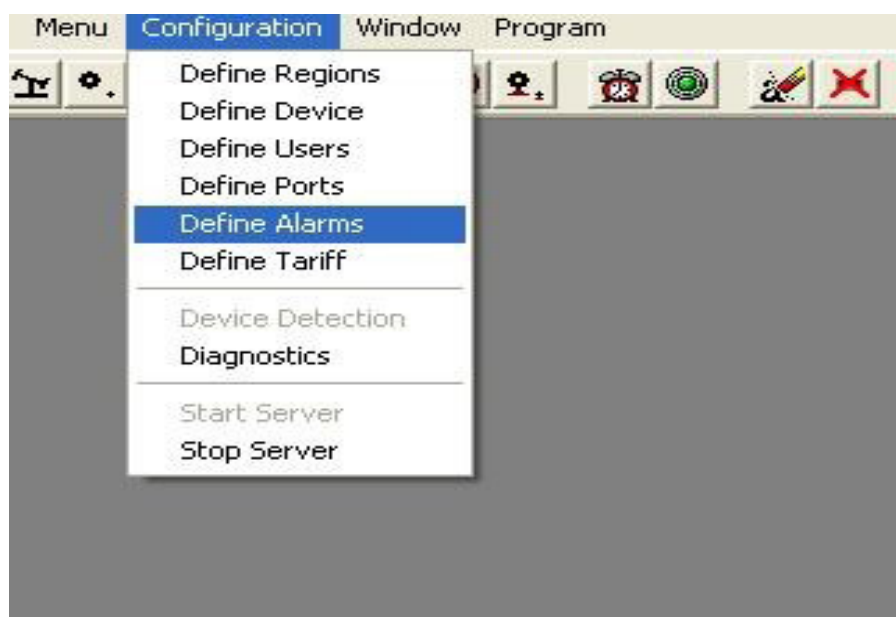 Menu Configuration Window Program
Define Regions
Define Device
Define Users
Define Ports
Define Alarms
Define Tariff
Device Detection
Diagnostics
Start Server
Stop Server